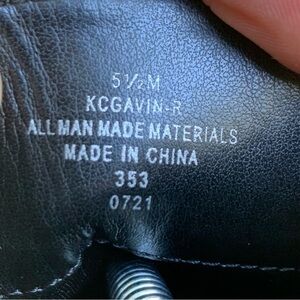 5½M
KCGAVIN-R
ALL MAN MADE MATERIALS
MADE IN CHINA
353
0721